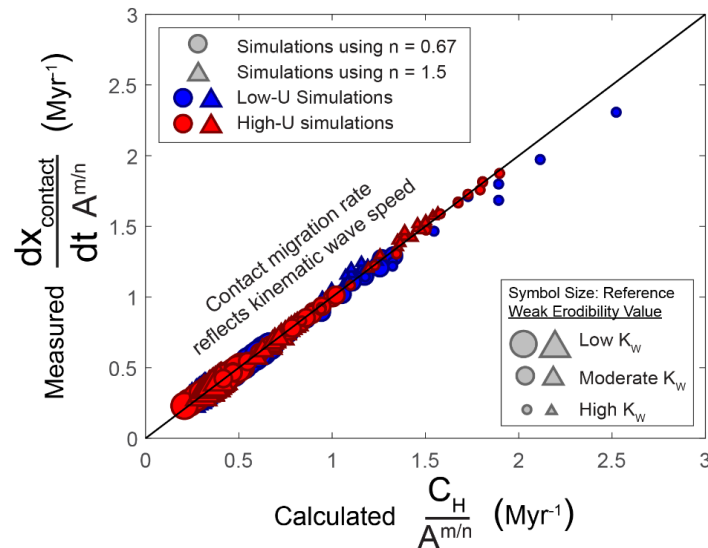 3
2.5
2
1.5
1
0.5
0
0
0.5
1
1.5
2
2.5
3
Measured dx_contact/dt A^m/n (Myr⁻¹)
Calculated C_H/A^m/n (Myr⁻¹)
Simulations using n = 0.67
Simulations using n = 1.5
Low-U Simulations
High-U simulations
Contact migration rate
reflects kinematic wave speed
Symbol Size: Reference
Weak Erodibility Value
Low K_W
Moderate K_W
High K_W